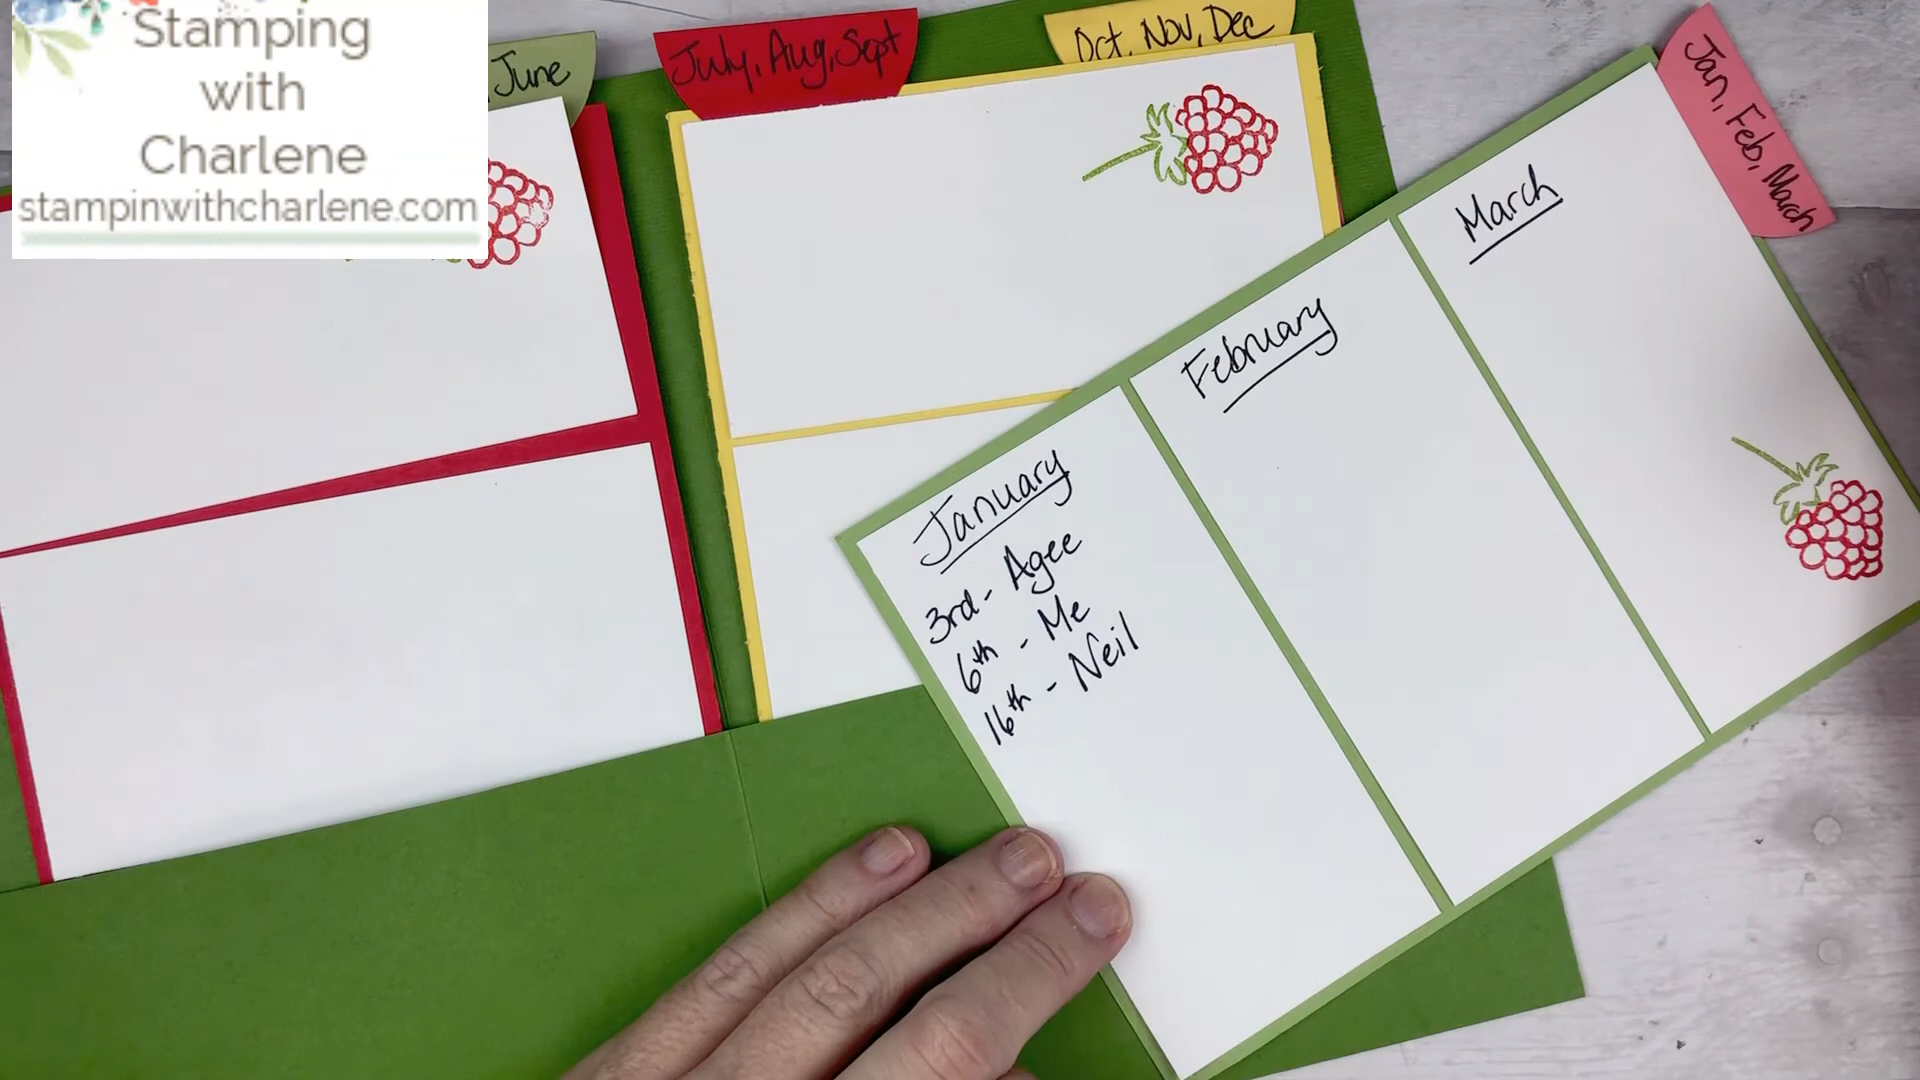 Stamping
with
Charlene
stampinwithcharlene.com
, June
July, Aug, Sept
Oct, Nov, Dec
Jan, Feb, March
January
3rd - Agee
6th - Me
16th - Neil
February
March